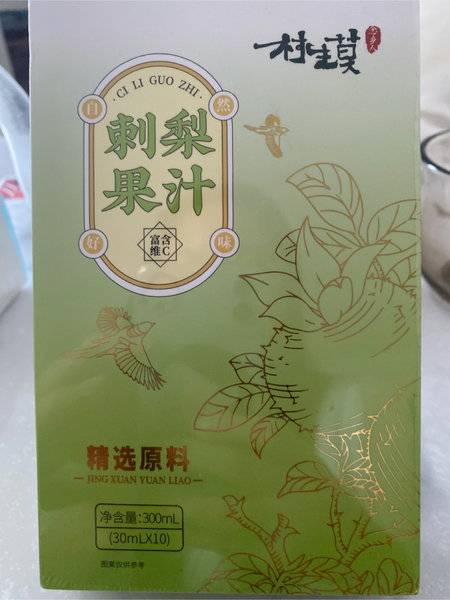 村生莫
CI LI GUO ZHI
自 然
刺梨
果汁
好 味
富含
维C
精选原料
JING XUAN YUAN LIAO
净含量:300mL
(30mLX10)
图案仅供参考